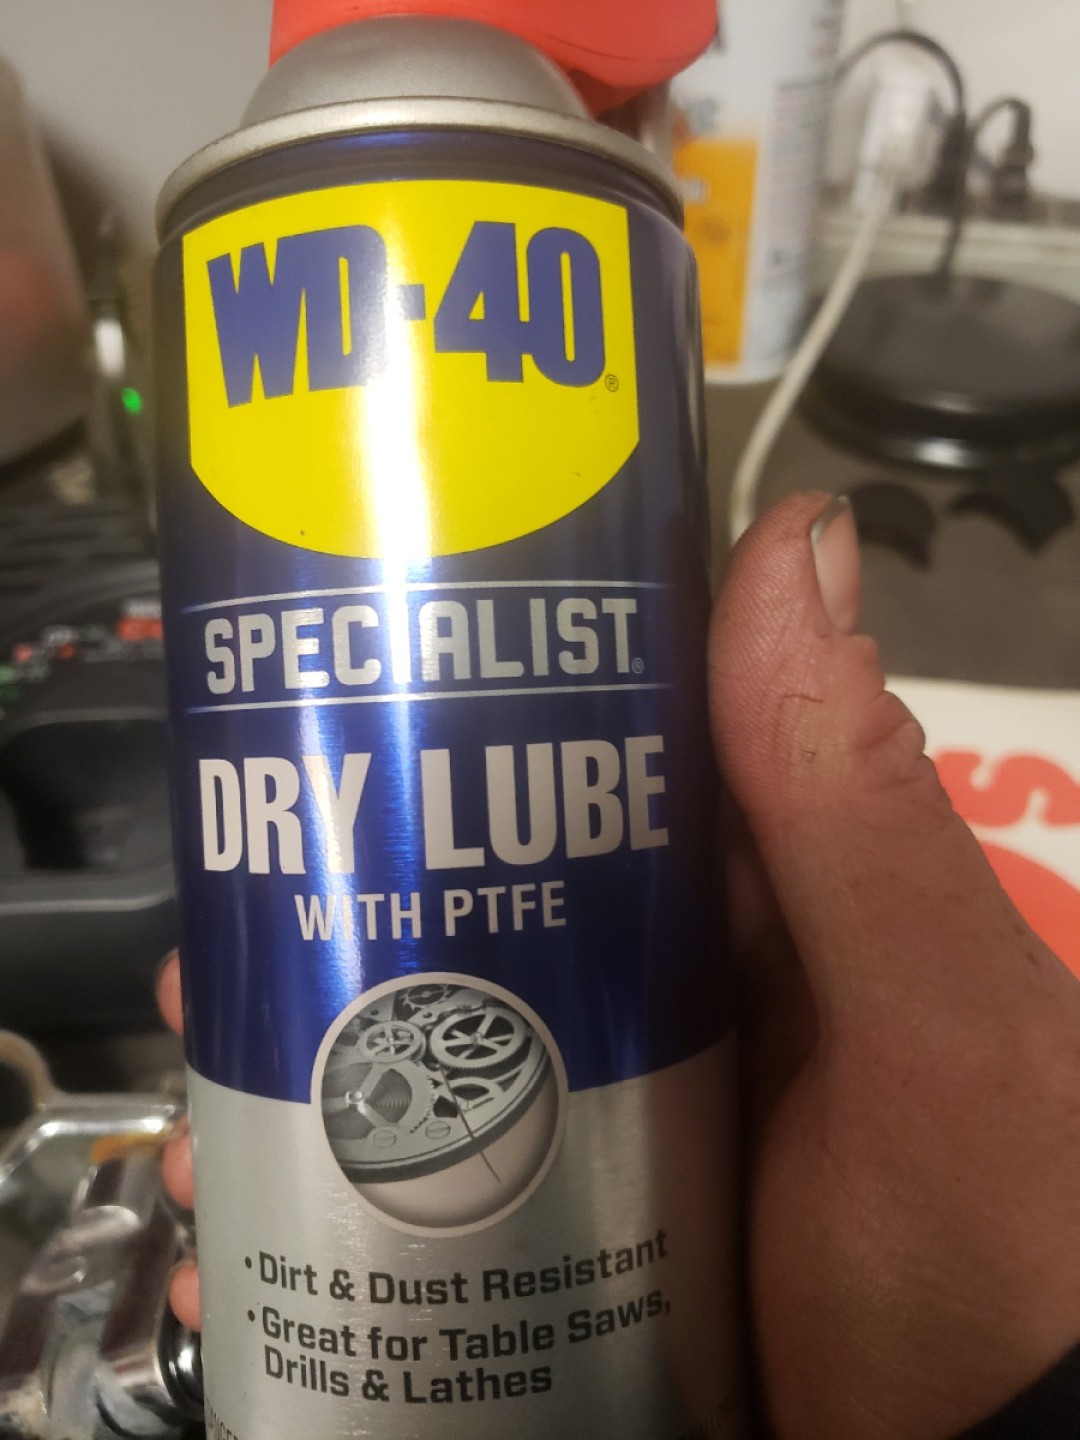 WD-40®
SPECIALIST®
DRY LUBE
WITH PTFE
• Dirt & Dust Resistant
• Great for Table Saws,
Drills & Lathes